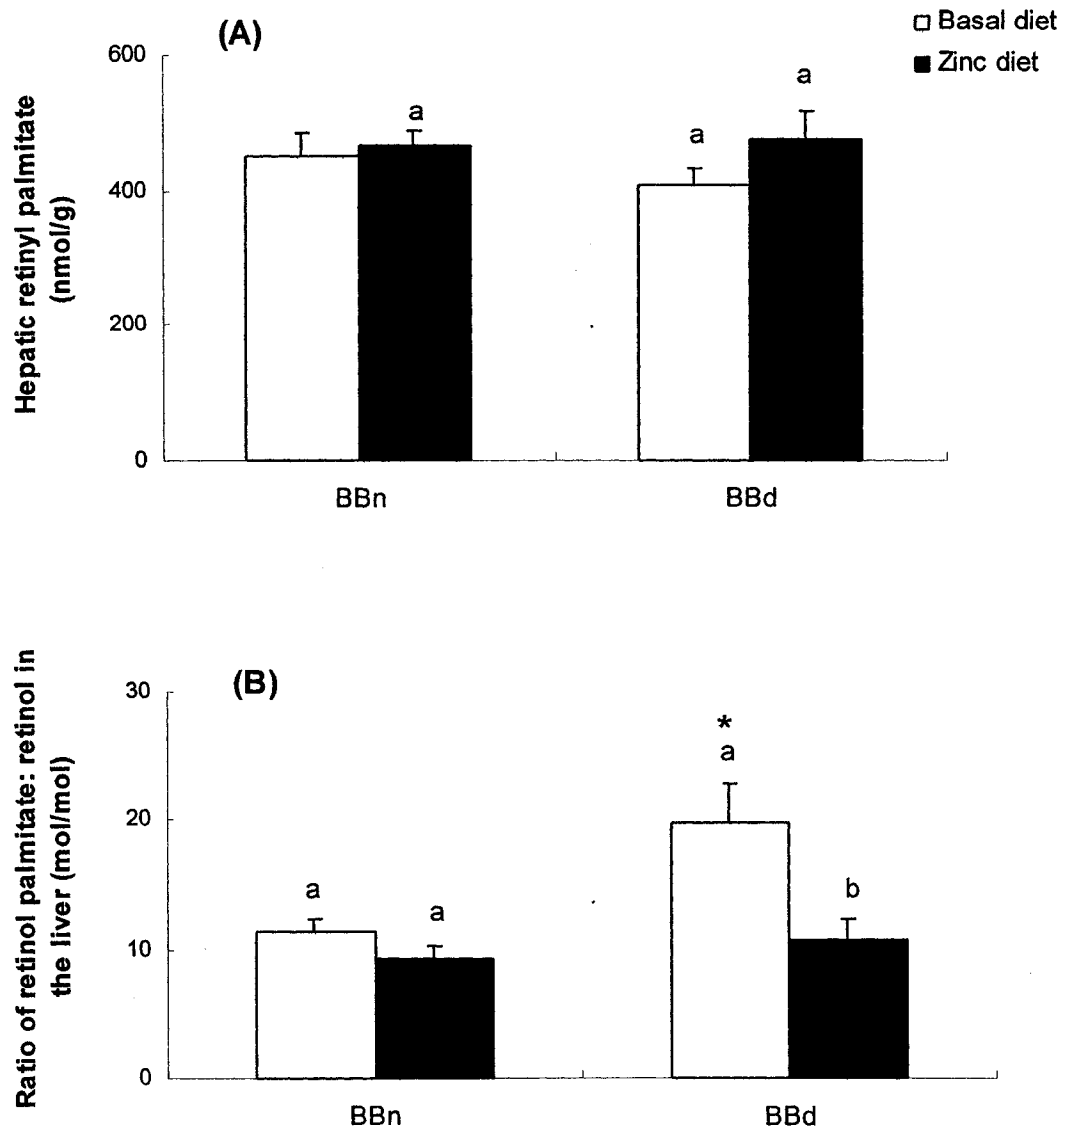 (A)
Basal diet
Zinc diet
Hepatic retinyl palmitate
(nmol/g)
600
400
200
0
a
a
a
BBn
BBd
(B)
Ratio of retinol palmitate: retinol in
the liver (mol/mol)
30
20
10
0
a
a
*
a
b
BBn
BBd